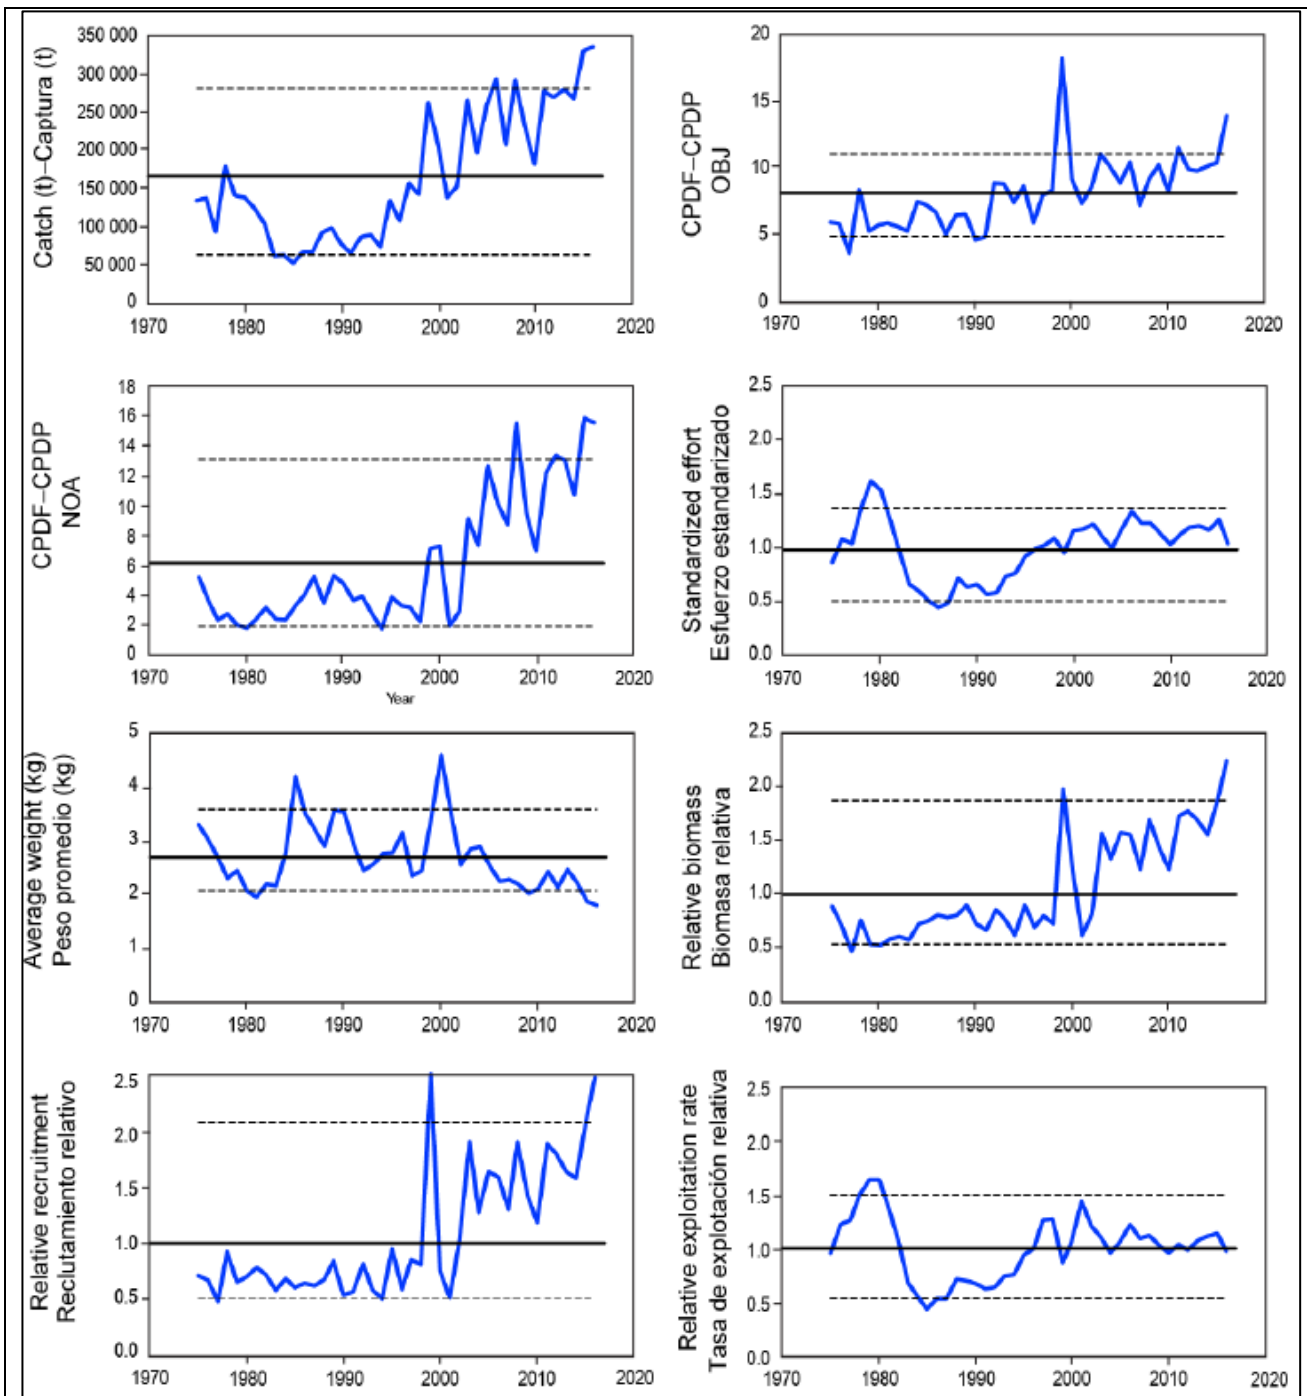 Catch (t)–Captura (t)
350 000
300 000
250 000
200 000
150 000
100 000
50 000
0
1970 1980 1990 2000 2010 2020
CPDF–CPDP
OBJ
20
15
10
5
0
1970 1980 1990 2000 2010 2020
CPDF–CPDP
NOA
18
16
14
12
10
8
6
4
2
0
1970 1980 1990 2000 2010 2020
Year
Standardized effort
Esfuerzo estandarizado
2.5
2.0
1.5
1.0
0.5
0.0
1970 1980 1990 2000 2010 2020
Average weight (kg)
Peso promedio (kg)
5
4
3
2
1
0
1970 1980 1990 2000 2010 2020
Relative biomass
Biomasa relativa
2.5
2.0
1.5
1.0
0.5
0.0
1970 1980 1990 2000 2010
Relative recruitment
Reclutamiento relativo
2.5
2.0
1.5
1.0
0.5
0.0
1970 1980 1990 2000 2010 2020
Relative exploitation rate
Tasa de explotación relativa
2.5
2.0
1.5
1.0
0.5
0.0
1970 1980 1990 2000 2010 2020